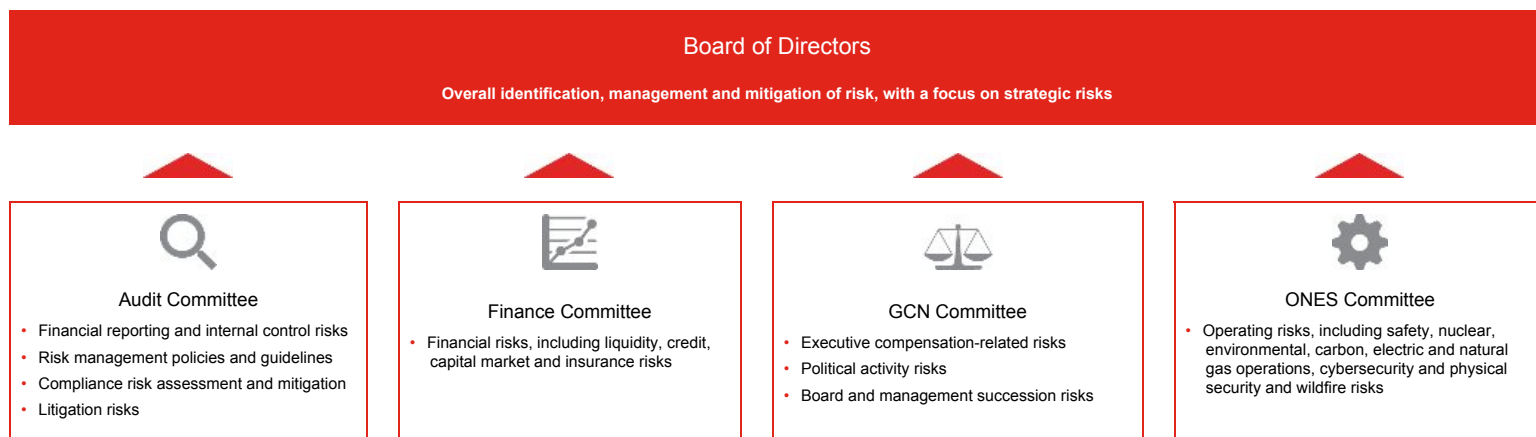 Board of Directors
Overall identification, management and mitigation of risk, with a focus on strategic risks
Audit Committee
• Financial reporting and internal control risks
• Risk management policies and guidelines
• Compliance risk assessment and mitigation
• Litigation risks
Finance Committee
• Financial risks, including liquidity, credit,
capital market and insurance risks
GCN Committee
• Executive compensation-related risks
• Political activity risks
• Board and management succession risks
ONES Committee
• Operating risks, including safety, nuclear,
environmental, carbon, electric and natural
gas operations, cybersecurity and physical
security and wildfire risks